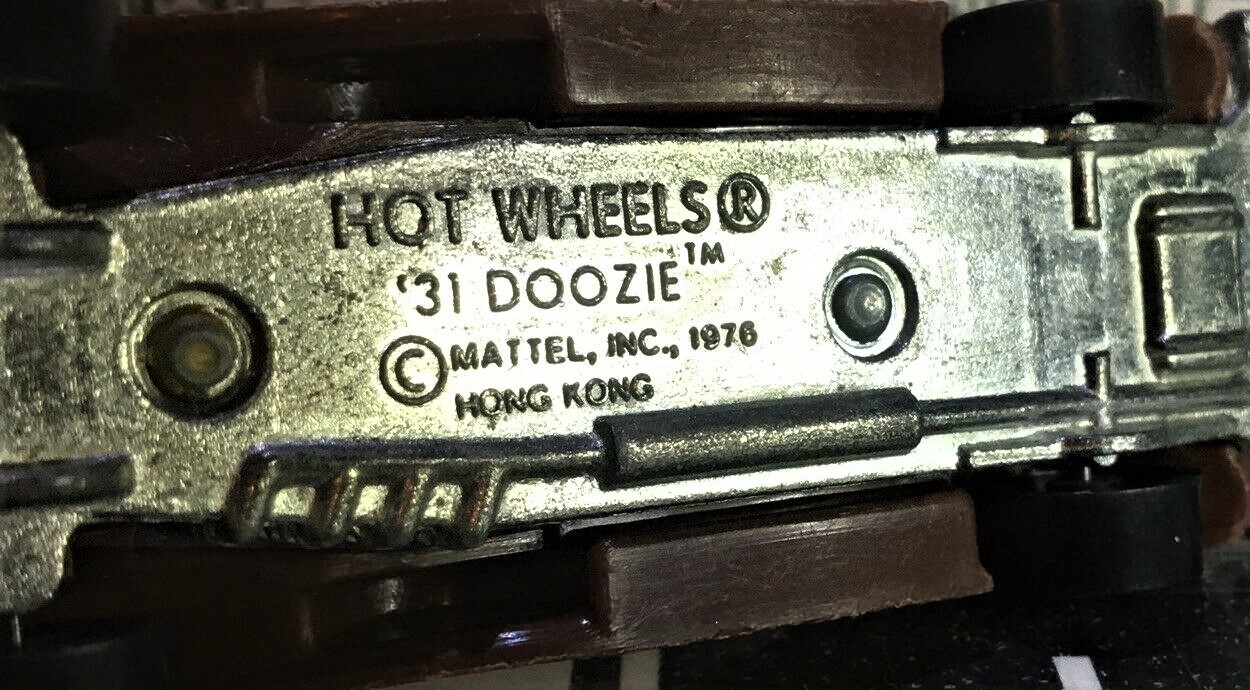 HOT WHEELS®
'31 DOOZIE™
© MATTEL, INC., 1976
HONG KONG